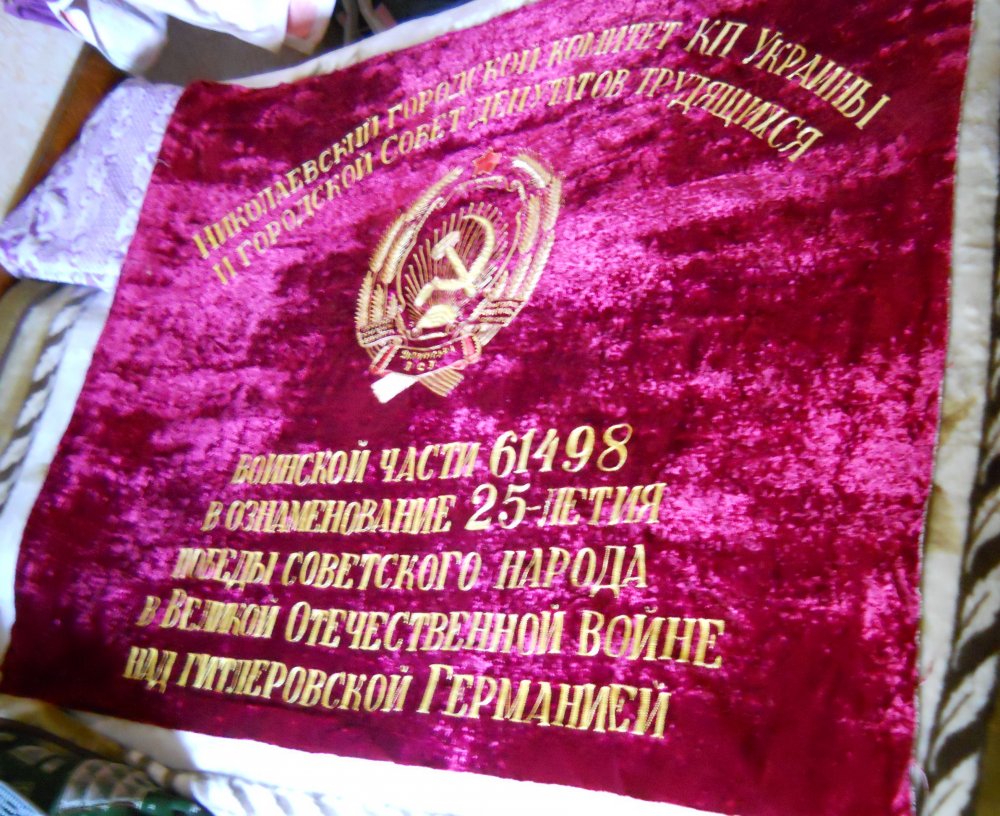 Николаевский городской комитет КП Украины
и городской Совет депутатов трудящихся
воинской части 61498
в ознаменование 25-летия
победы советского народа
в Великой Отечественной войне
над гитлеровской Германией